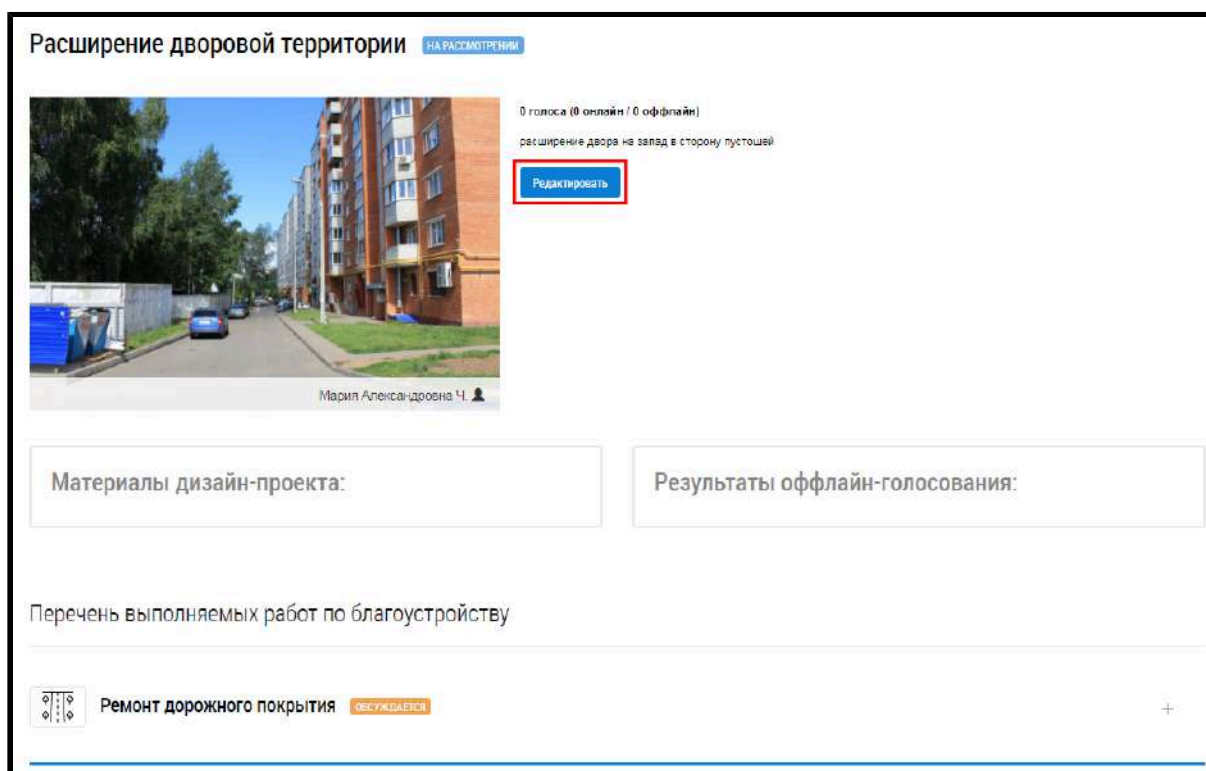 Расширение дворовой территории НА РАССМОТРЕНИИ
0 голоса (0 онлайн / 0 оффлайн)
расширение двора на запад в сторону пустошей
Редактировать
Мария Александровна Ч.
Материалы дизайн-проекта:
Результаты оффлайн-голосования:
Перечень выполняемых работ по благоустройству
Ремонт дорожного покрытия ОБСУЖДАЕТСЯ